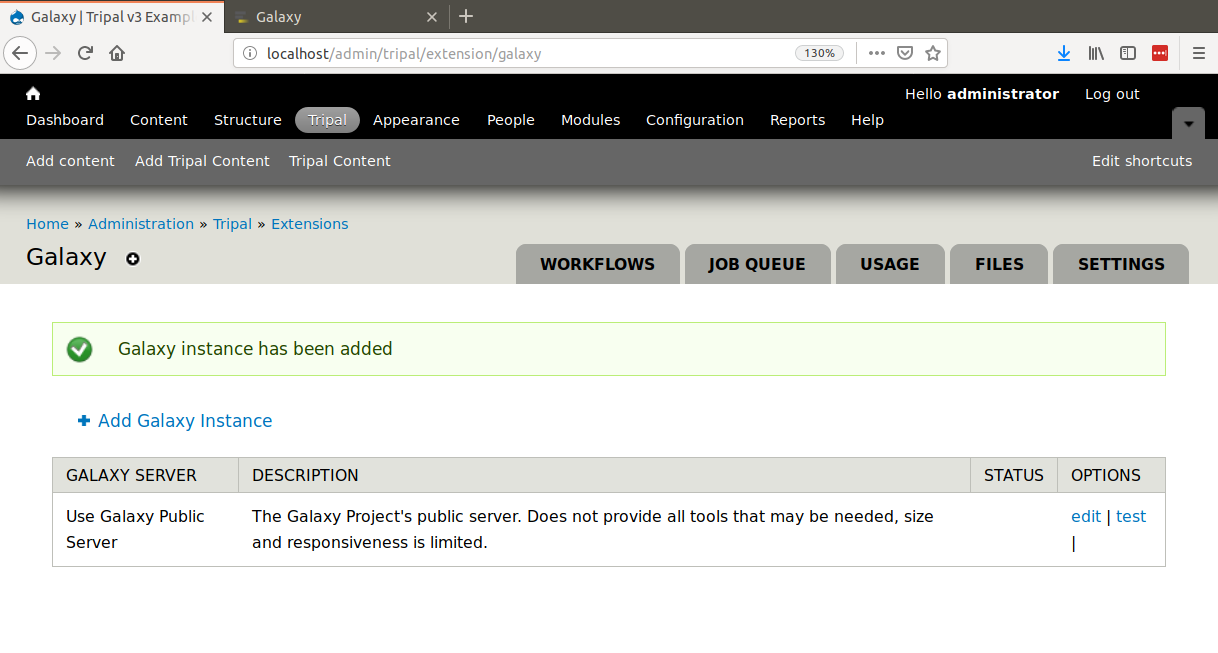 Galaxy | Tripal v3 Exampl
Galaxy
localhost/admin/tripal/extension/galaxy
130%
Hello administrator
Log out
Dashboard Content Structure Tripal Appearance People Modules Configuration Reports Help
Add content Add Tripal Content Tripal Content
Edit shortcuts
Home » Administration » Tripal » Extensions
Galaxy
WORKFLOWS JOB QUEUE USAGE FILES SETTINGS
Galaxy instance has been added
Add Galaxy Instance
GALAXY SERVER DESCRIPTION STATUS OPTIONS
Use Galaxy Public
Server
The Galaxy Project's public server. Does not provide all tools that may be needed, size
and responsiveness is limited.
edit | test
|